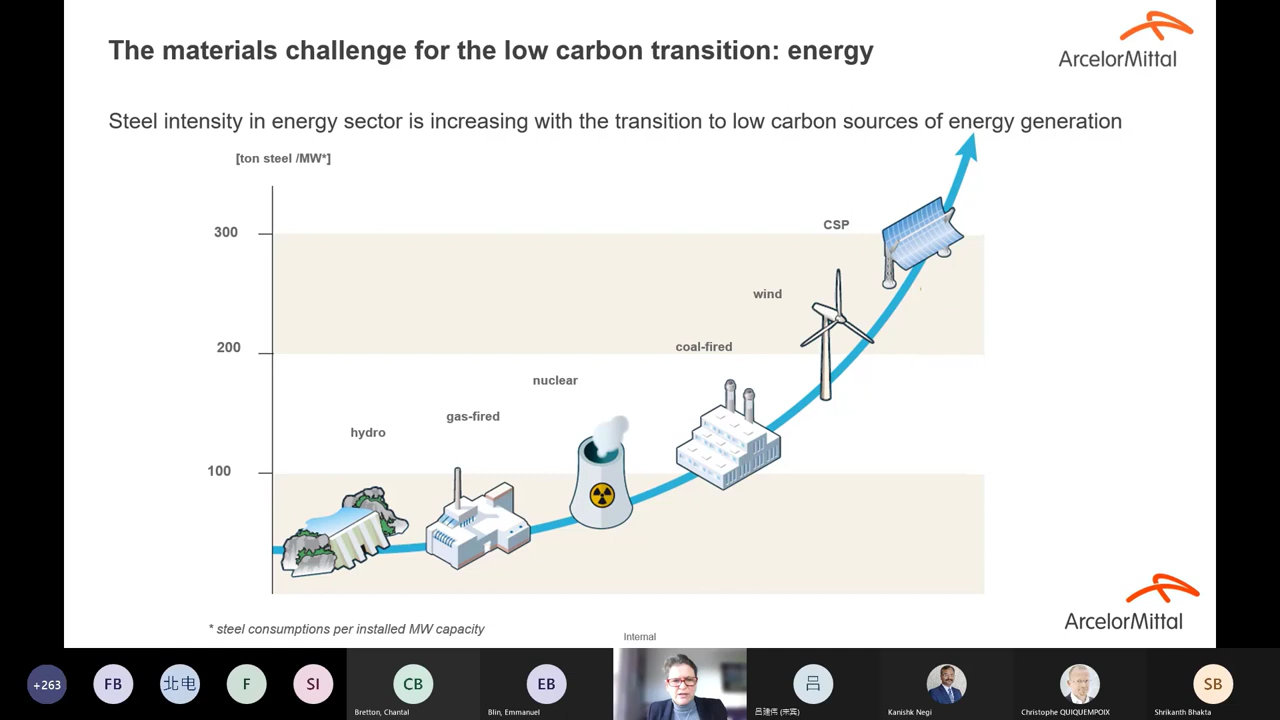 The materials challenge for the low carbon transition: energy
ArcelorMittal
Steel intensity in energy sector is increasing with the transition to low carbon sources of energy generation
[ton steel /MW*]
300
CSP
wind
200
coal-fired
nuclear
gas-fired
hydro
100
ArcelorMittal
* steel consumptions per installed MW capacity
Internal
+263
FB
北电
F
SI
CB
EB
吕
SB
Bretton, Chantal
Blin, Emmanuel
吕建伟 (宋宾)
Kanishk Negi
Christophe QUIQUEMPOIX
Shrikanth Bhakta